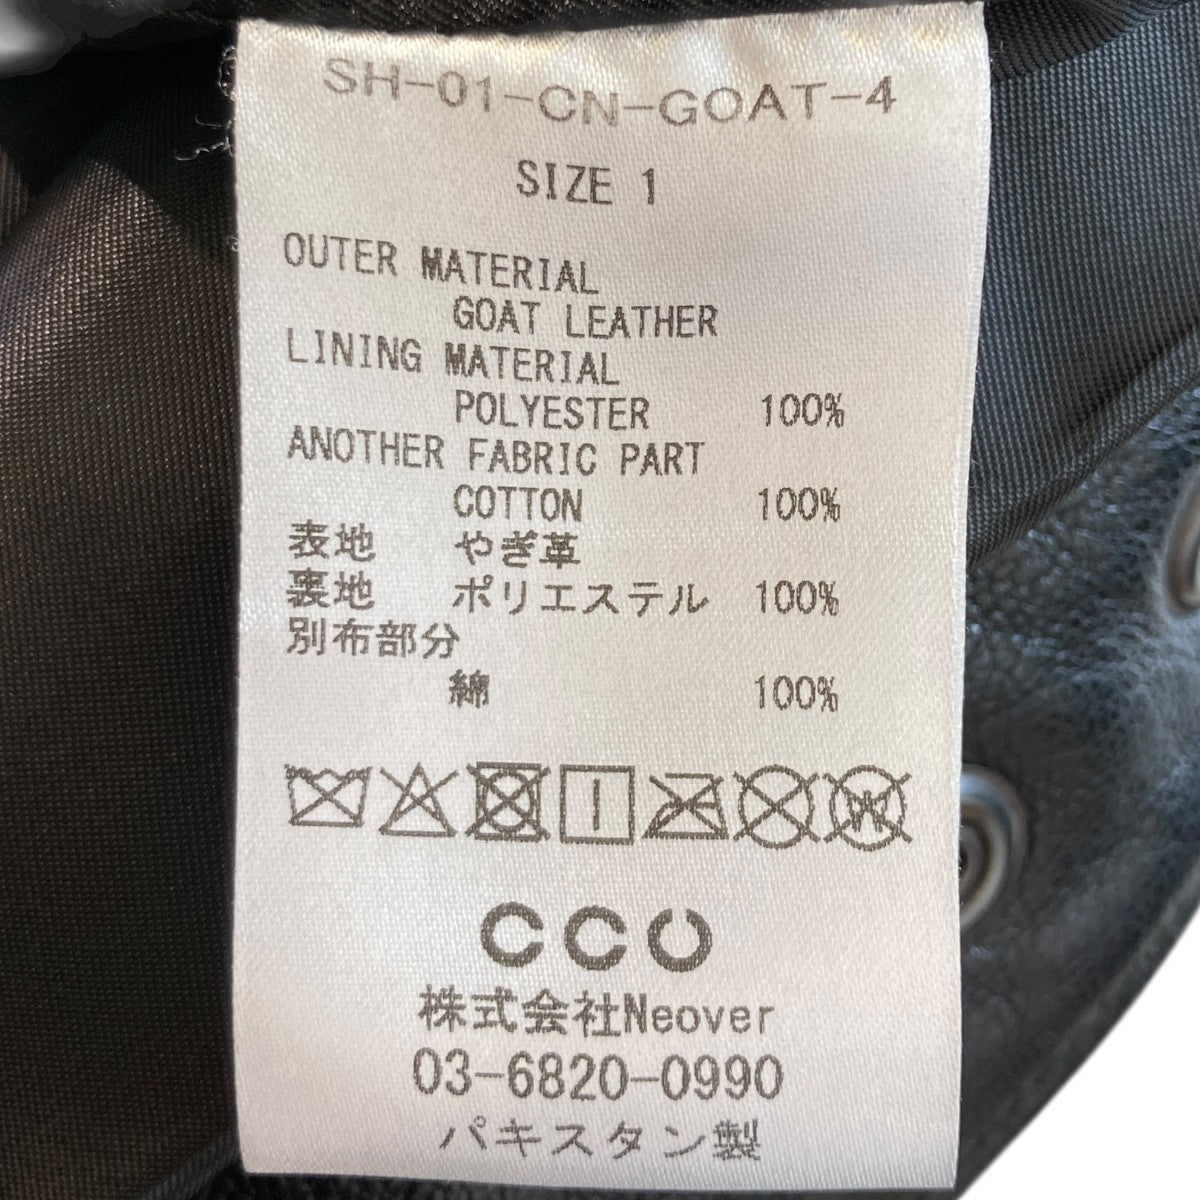 SH-01-CN-GOAT-4
SIZE 1
OUTER MATERIAL
GOAT LEATHER
LINING MATERIAL
POLYESTER 100%
ANOTHER FABRIC PART
COTTON 100%
表地 やぎ革
裏地 ポリエステル 100%
別布部分
綿 100%
W
CCU
株式会社Neover
03-6820-0990
パキスタン製